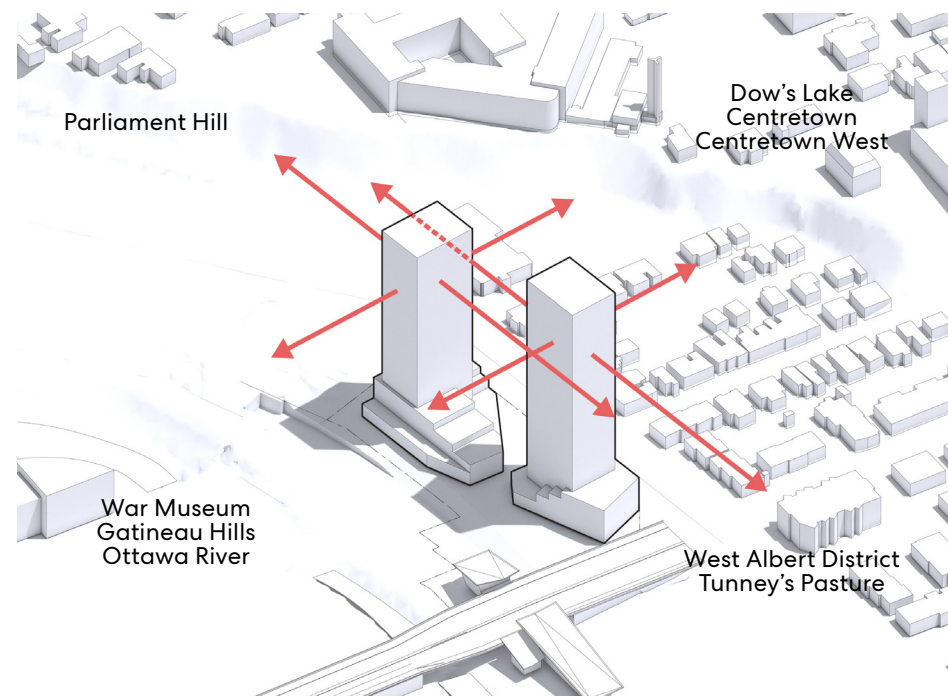 Parliament Hill
Dow's Lake
Centretown
Centretown West
War Museum
Gatineau Hills
Ottawa River
West Albert District
Tunney's Pasture